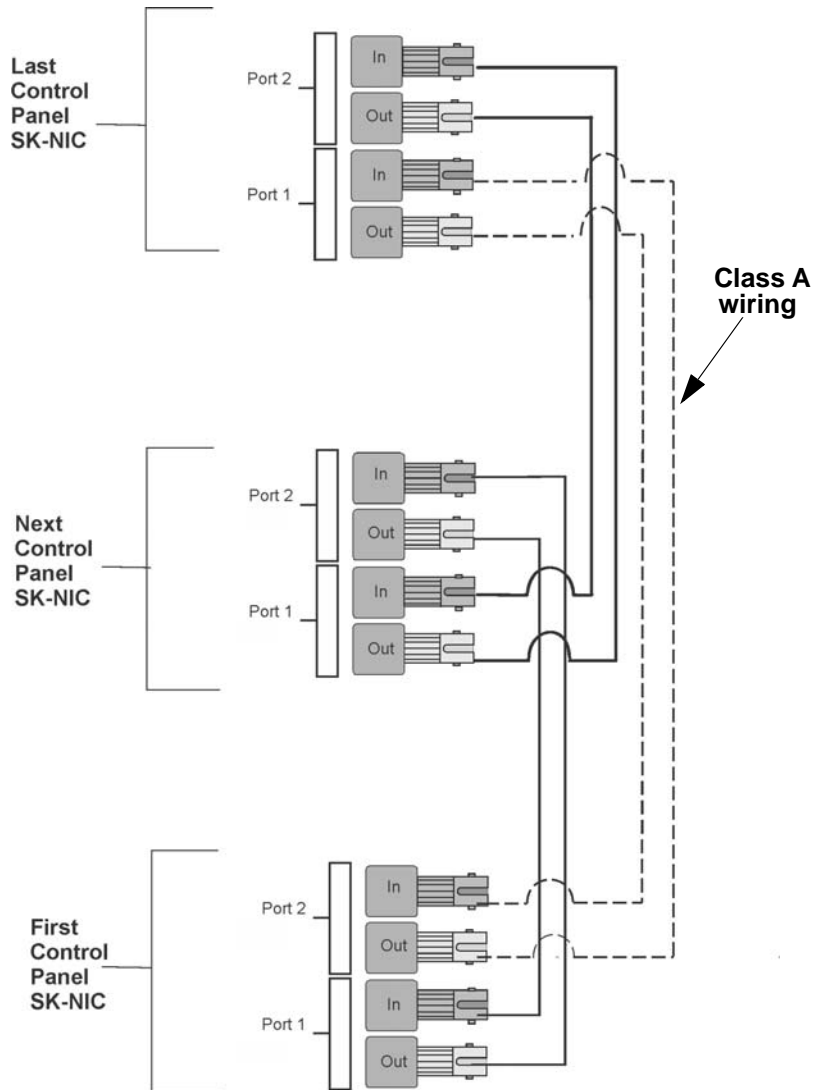 Last
Control
Panel
SK-NIC
Port 2
In
Out
Port 1
In
Out
Class A
wiring
Next
Control
Panel
SK-NIC
Port 2
In
Out
Port 1
In
Out
First
Control
Panel
SK-NIC
Port 2
In
Out
Port 1
In
Out